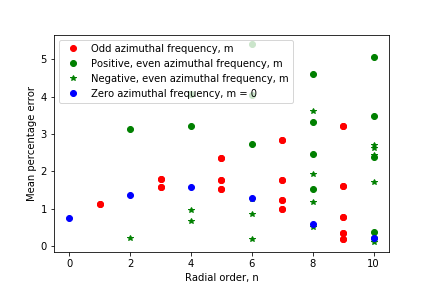 Odd azimuthal frequency, m
Positive, even azimuthal frequency, m
Negative, even azimuthal frequency, m
Zero azimuthal frequency, m = 0
Mean percentage error
5
4
3
2
1
0
0 2 4 6 8 10
Radial order, n